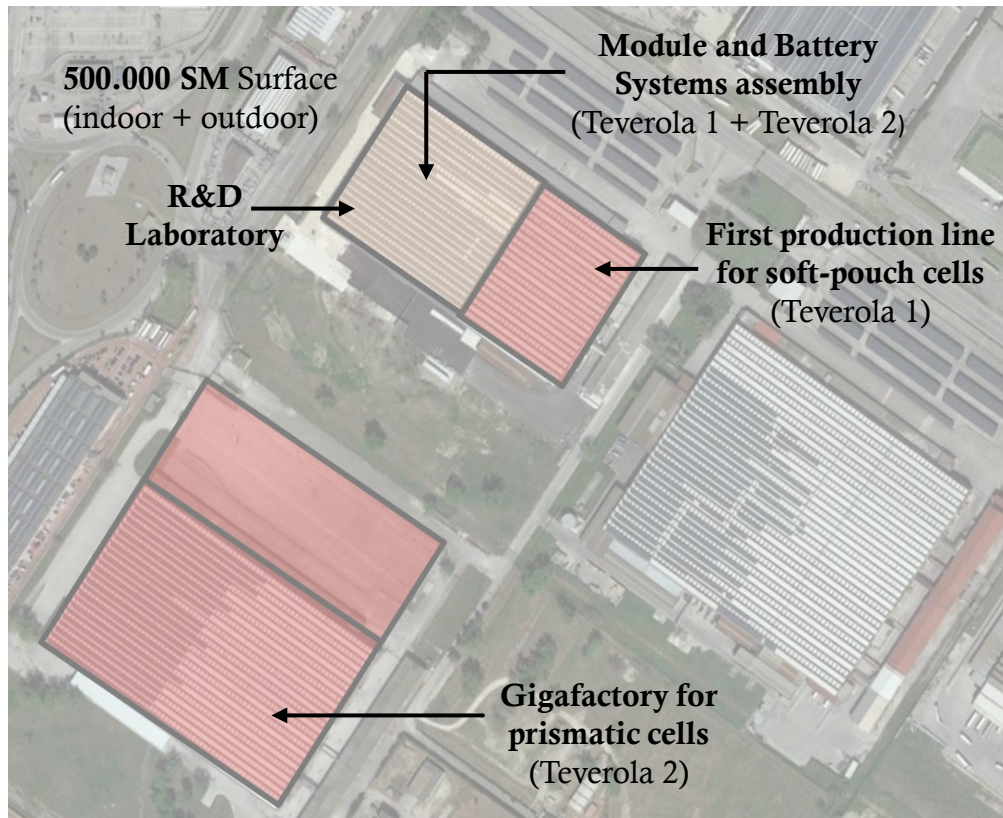 500.000 SM Surface
(indoor + outdoor)
Module and Battery
Systems assembly
(Teverola 1 + Teverola 2)
R&D
Laboratory
First production line
for soft-pouch cells
(Teverola 1)
Gigafactory for
prismatic cells
(Teverola 2)